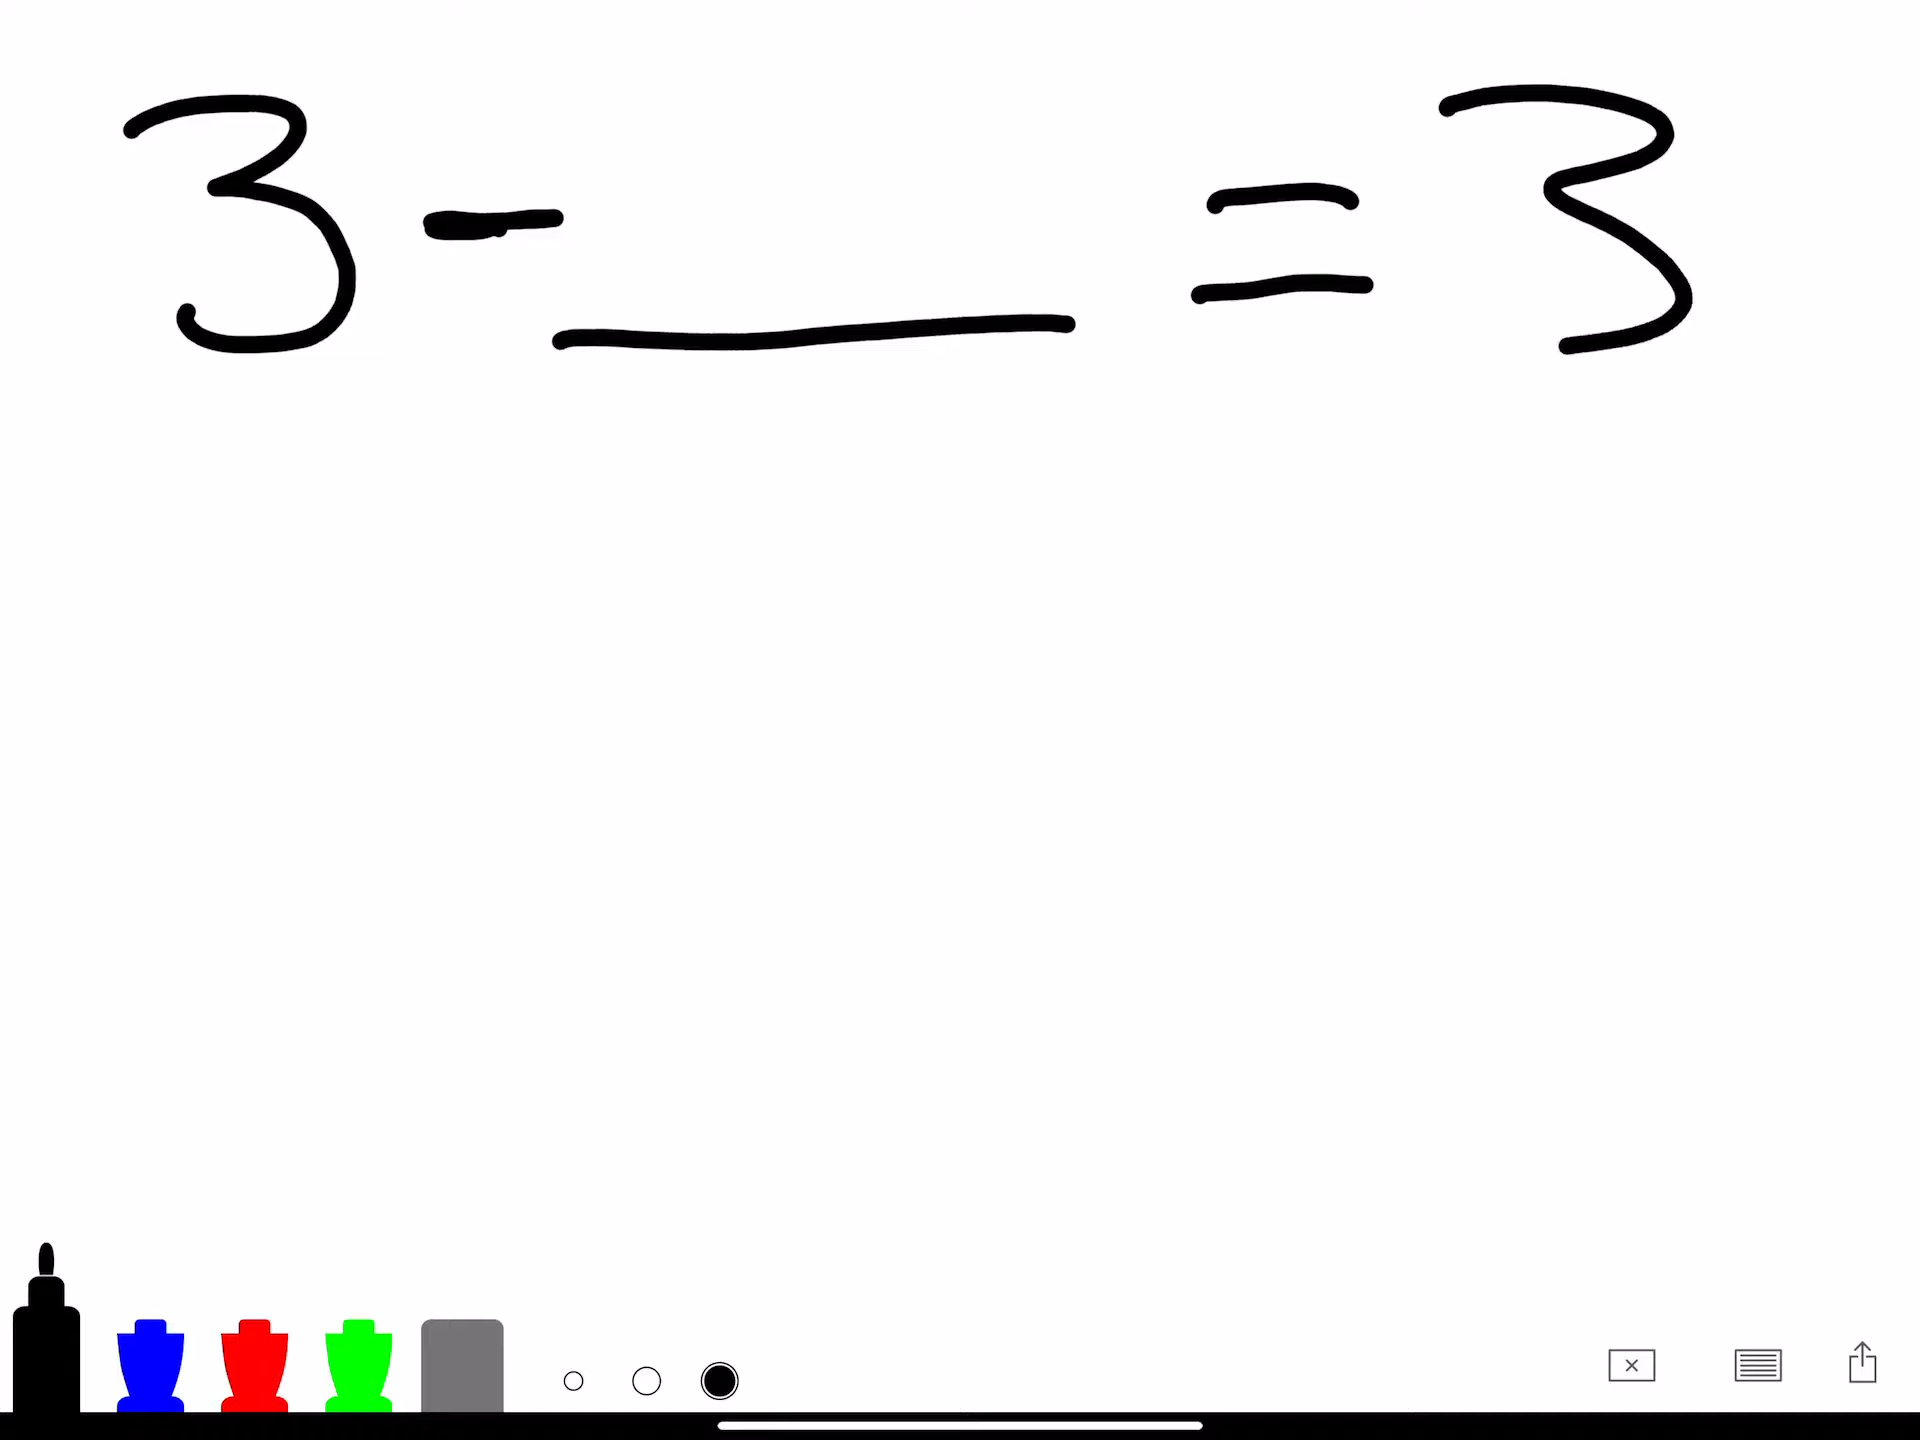 3 - ____ = 3